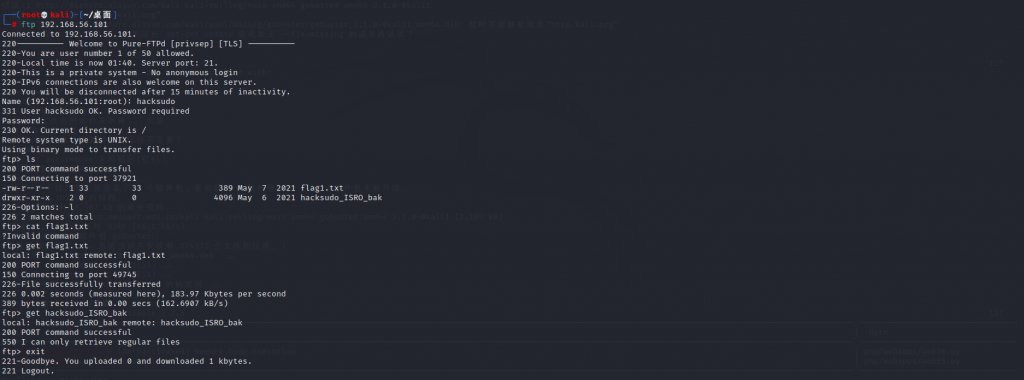 ┌──(root💀kali)-[~/桌面]
└─# ftp 192.168.56.101
Connected to 192.168.56.101.
220---------- Welcome to Pure-FTPd [privsep] [TLS] ----------
220-You are user number 1 of 50 allowed.
220-Local time is now 01:40. Server port: 21.
220-This is a private system - No anonymous login
220-IPv6 connections are also welcome on this server.
220 You will be disconnected after 15 minutes of inactivity.
Name (192.168.56.101:root): hacksudo
331 User hacksudo OK. Password required
Password:
230 OK. Current directory is /
Remote system type is UNIX.
Using binary mode to transfer files.
ftp> ls
200 PORT command successful
150 Connecting to port 37921
-rw-r--r--    1 33         33                389 May  7  2021 flag1.txt
drwxr-xr-x    2 0          0                4096 May  6  2021 hacksudo_ISRO_bak
226-Options: -l
226 2 matches total
ftp> cat flag1.txt
?Invalid command
ftp> get flag1.txt
local: flag1.txt remote: flag1.txt
200 PORT command successful
150 Connecting to port 49745
226-File successfully transferred
226 0.002 seconds (measured here), 183.97 Kbytes per second
389 bytes received in 0.00 secs (162.6907 kB/s)
ftp> get hacksudo_ISRO_bak
local: hacksudo_ISRO_bak remote: hacksudo_ISRO_bak
200 PORT command successful
550 I can only retrieve regular files
ftp> exit
221-Goodbye. You uploaded 0 and downloaded 1 kbytes.
221 Logout.